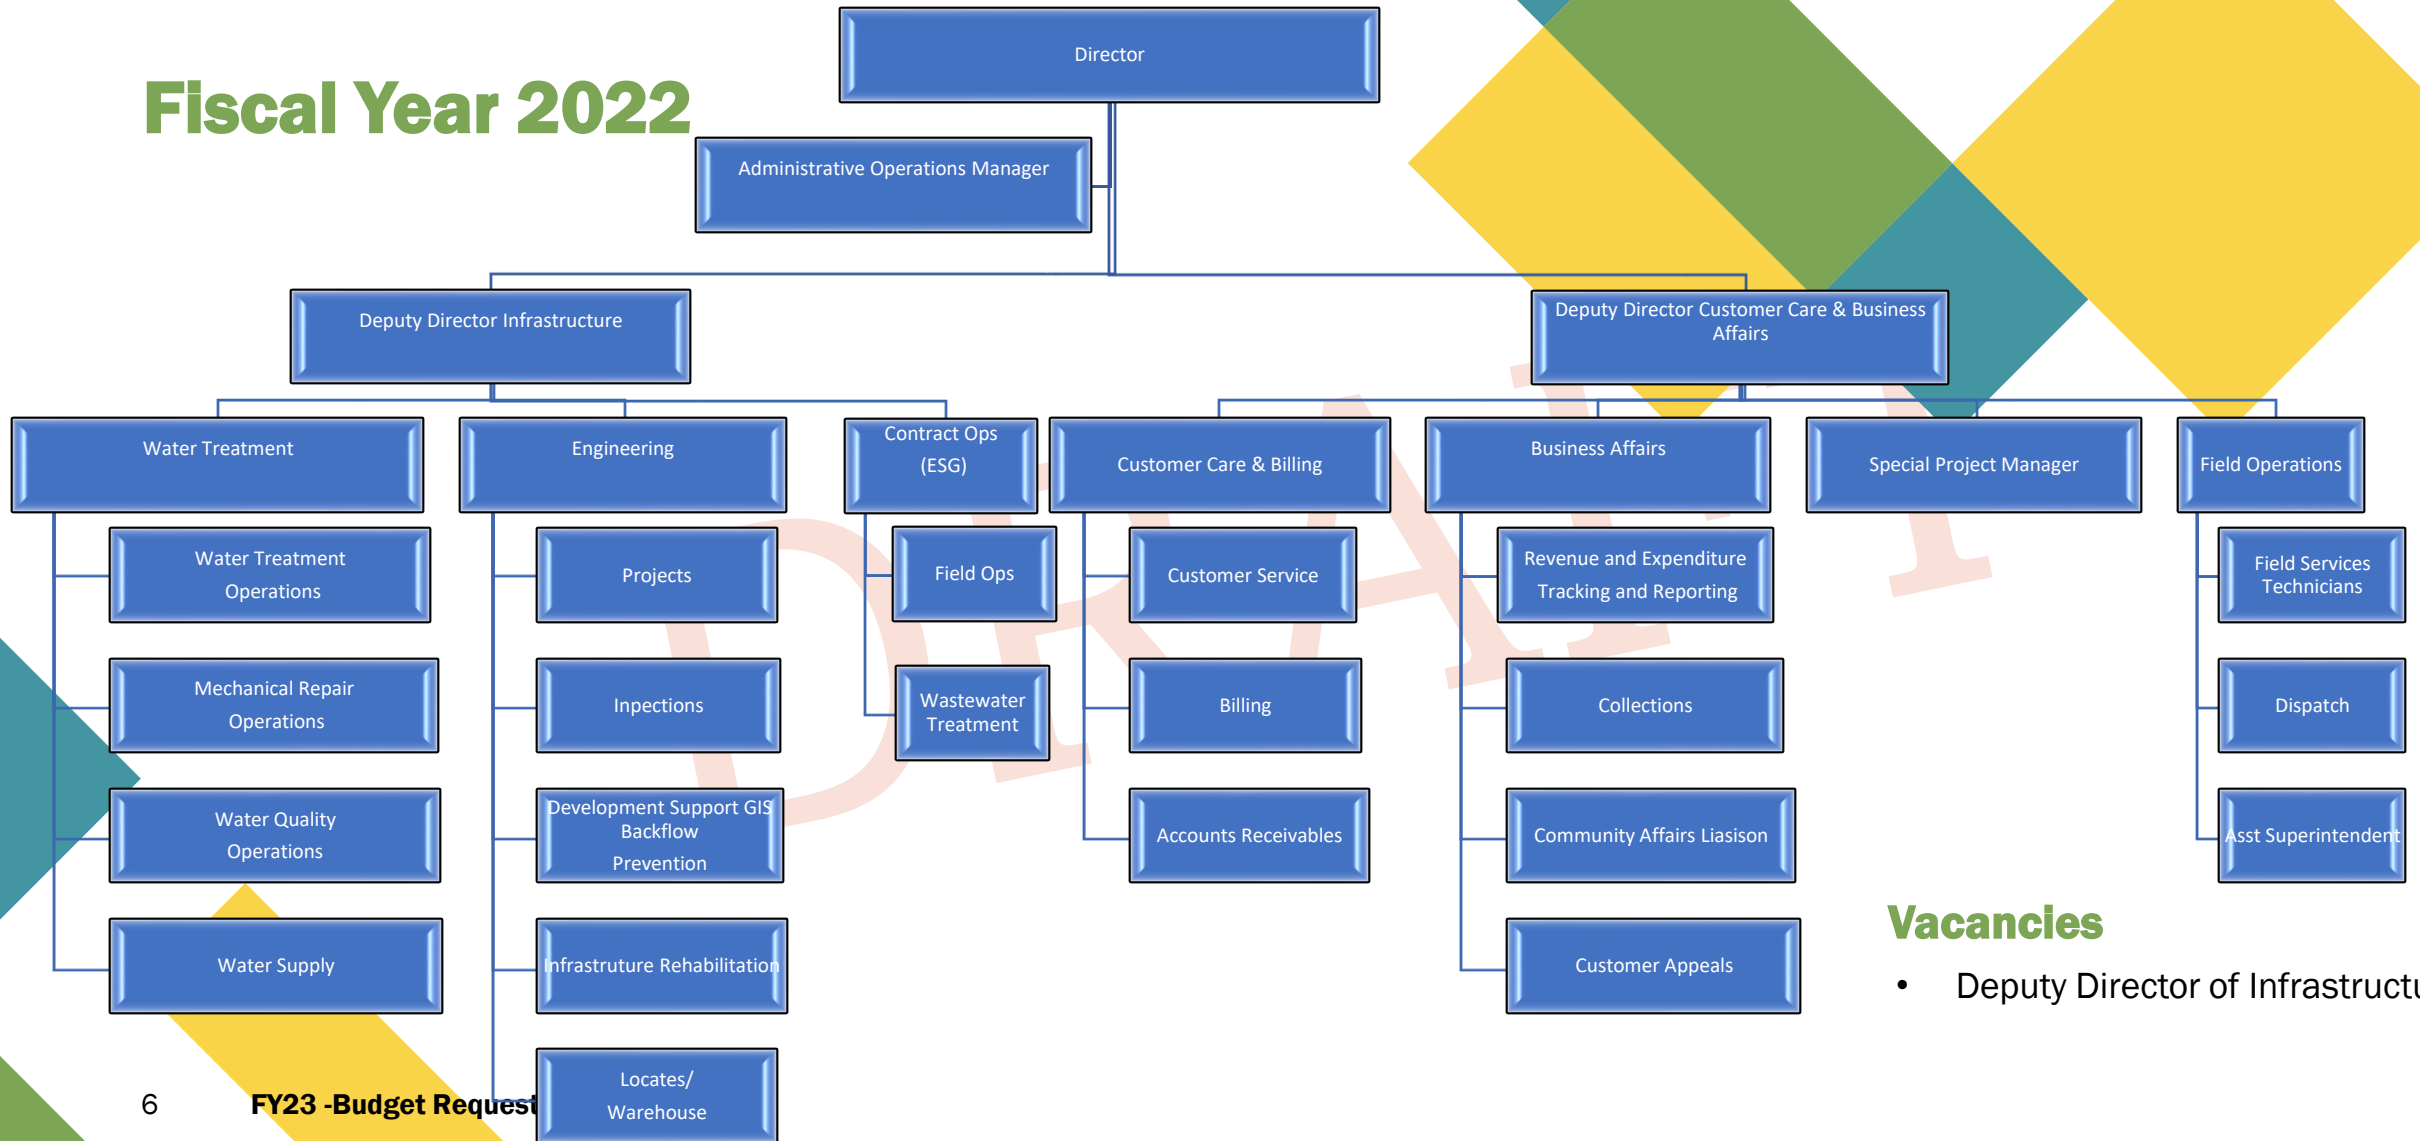 Director
Fiscal Year 2022
Administrative Operations Manager
Deputy Director Infrastructure
Deputy Director Customer Care & Business
Affairs
Water Treatment
Engineering
Contract Ops
(ESG)
Customer Care & Billing
Business Affairs
Special Project Manager
Field Operations
Water Treatment
Operations
Mechanical Repair
Operations
Water Quality
Operations
Water Supply
Projects
Inpections
Development Support GIS
Backflow
Prevention
Infrastruture Rehabilitation
Locates/
Warehouse
Field Ops
Wastewater
Treatment
Customer Service
Billing
Accounts Receivables
Revenue and Expenditure
Tracking and Reporting
Collections
Community Affairs Liasison
Customer Appeals
Field Services
Technicians
Dispatch
Asst Superintendent
DRAFT
Vacancies
• Deputy Director of Infrastructu
6 FY23 -Budget Request